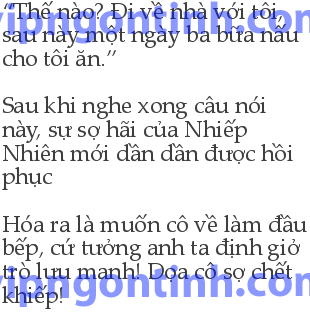 “Thế nào? Đi về nhà với tôi,
sau này một ngày ba bữa nấu
cho tôi ăn.”
Sau khi nghe xong câu nói
này, sự sợ hãi của Nhiếp
Nhiên mới dần dần được hồi
phục
Hóa ra là muốn cô về làm đầu
bếp, cứ tưởng anh ta định giở
trò lưu manh! Dọa cô sợ chết
khiếp!
vipngontinh.com
vipngontinh.com